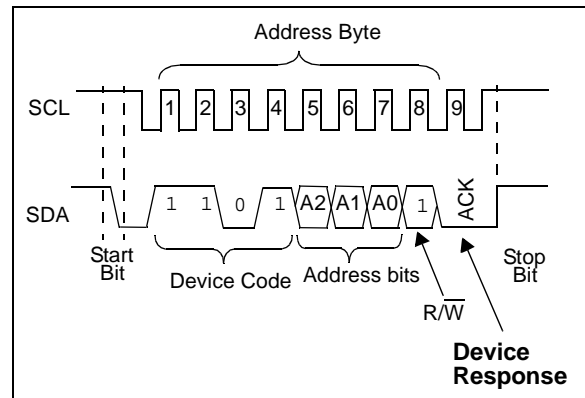 Address Byte
SCL 1 2 3 4 5 6 7 8 9
SDA 1 1 0 1 A2 A1 A0 1 ACK
Start
Bit
Device Code
Address bits
Stop
Bit
R/W̅
Device
Response